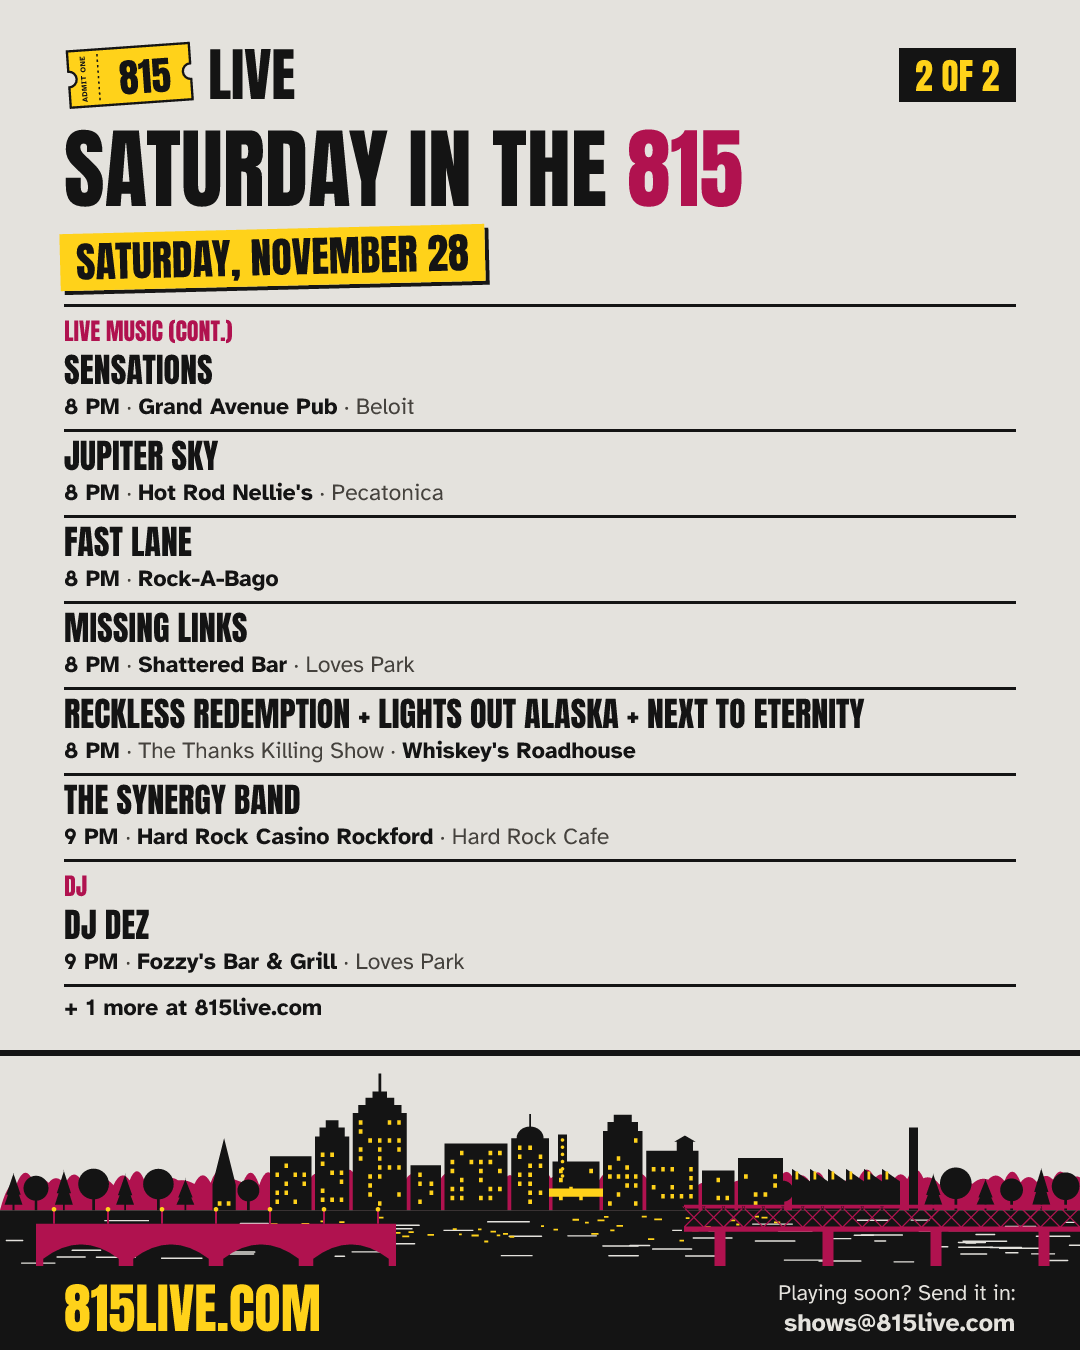 ADMIT ONE
815 LIVE
2 OF 2
SATURDAY IN THE 815
SATURDAY, NOVEMBER 28
LIVE MUSIC (CONT.)
SENSATIONS
8 PM · Grand Avenue Pub · Beloit
JUPITER SKY
8 PM · Hot Rod Nellie's · Pecatonica
FAST LANE
8 PM · Rock-A-Bago
MISSING LINKS
8 PM · Shattered Bar · Loves Park
RECKLESS REDEMPTION + LIGHTS OUT ALASKA + NEXT TO ETERNITY
8 PM · The Thanks Killing Show · Whiskey's Roadhouse
THE SYNERGY BAND
9 PM · Hard Rock Casino Rockford · Hard Rock Cafe
DJ
DJ DEZ
9 PM · Fozzy's Bar & Grill · Loves Park
+ 1 more at 815live.com
815LIVE.COM
Playing soon? Send it in:
shows@815live.com